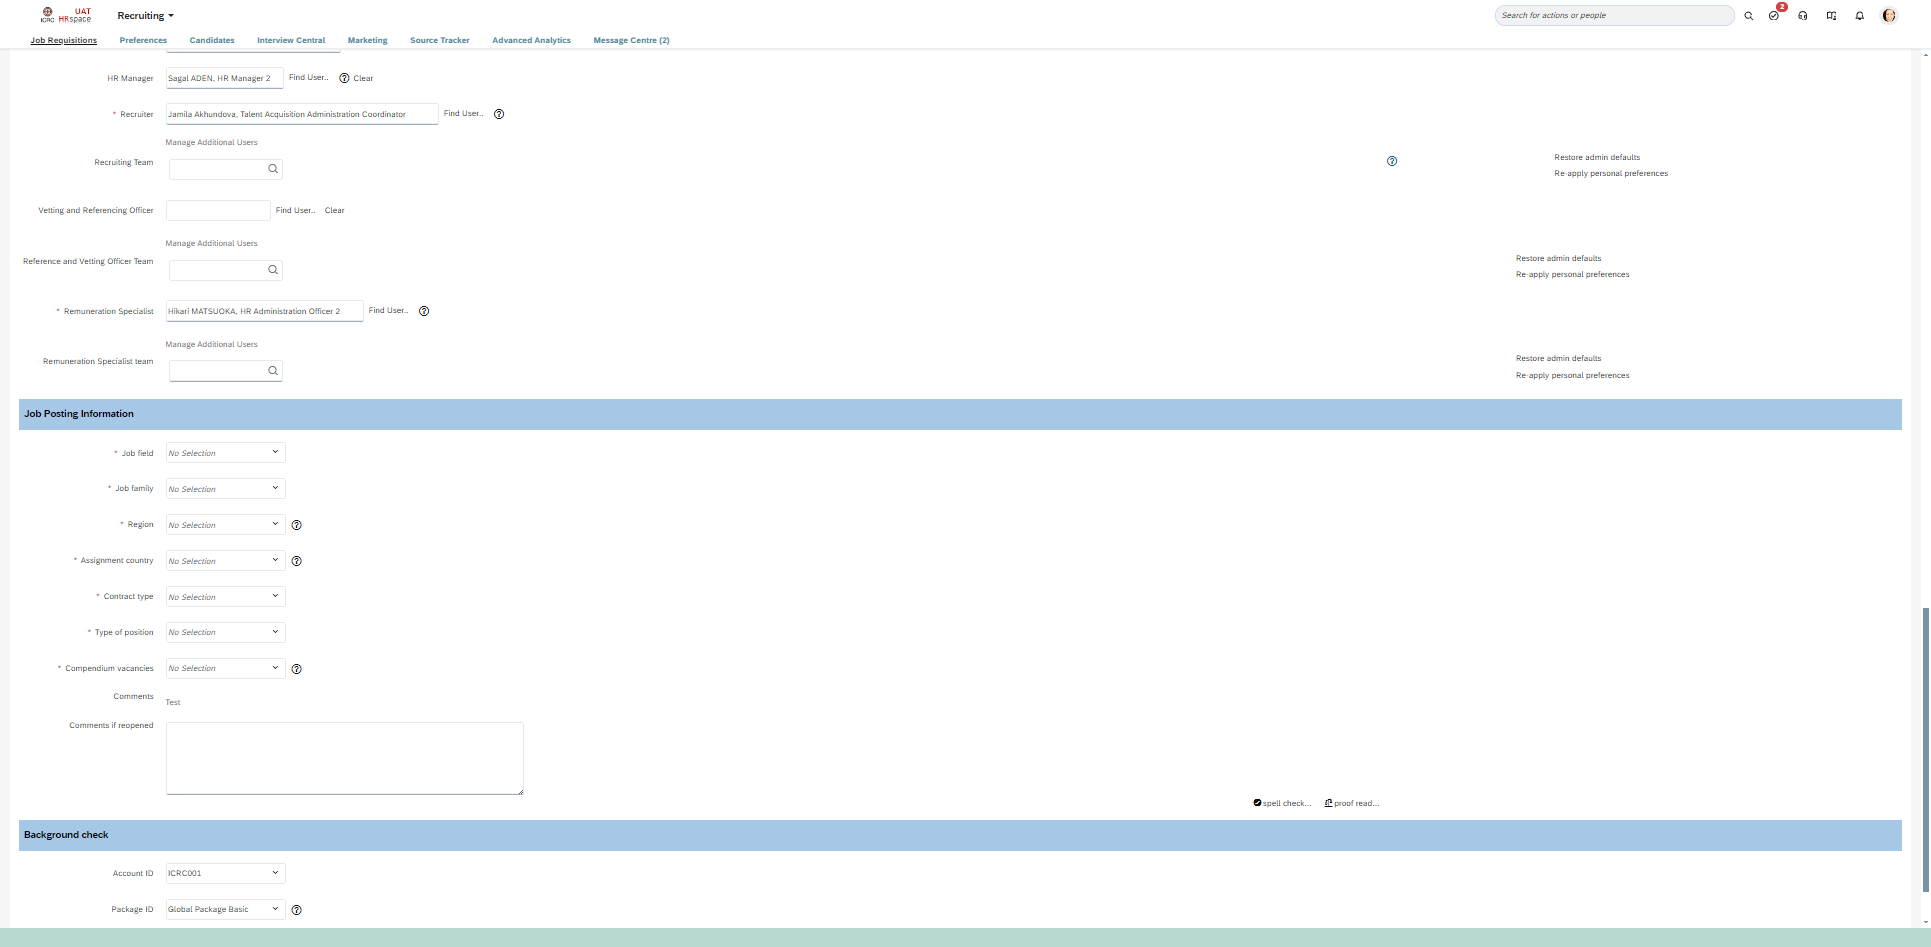 UAT
ICRC HRspace
Recruiting
Search for actions or people
2
Job Requisitions Preferences Candidates Interview Central Marketing Source Tracker Advanced Analytics Message Centre (2)
HR Manager Sagal ADEN, HR Manager 2 Find User.. Clear
* Recruiter Jamila Akhundova, Talent Acquisition Administration Coordinator Find User..
Manage Additional Users
Recruiting Team
Restore admin defaults
Re-apply personal preferences
Vetting and Referencing Officer Find User.. Clear
Manage Additional Users
Reference and Vetting Officer Team
Restore admin defaults
Re-apply personal preferences
* Remuneration Specialist Hikari MATSUOKA, HR Administration Officer 2 Find User..
Manage Additional Users
Remuneration Specialist team
Restore admin defaults
Re-apply personal preferences
Job Posting Information
* Job field No Selection
* Job family No Selection
* Region No Selection
* Assignment country No Selection
* Contract type No Selection
* Type of position No Selection
* Compendium vacancies No Selection
Comments Test
Comments if reopened
spell check... proof read...
Background check
Account ID ICRC001
Package ID Global Package Basic